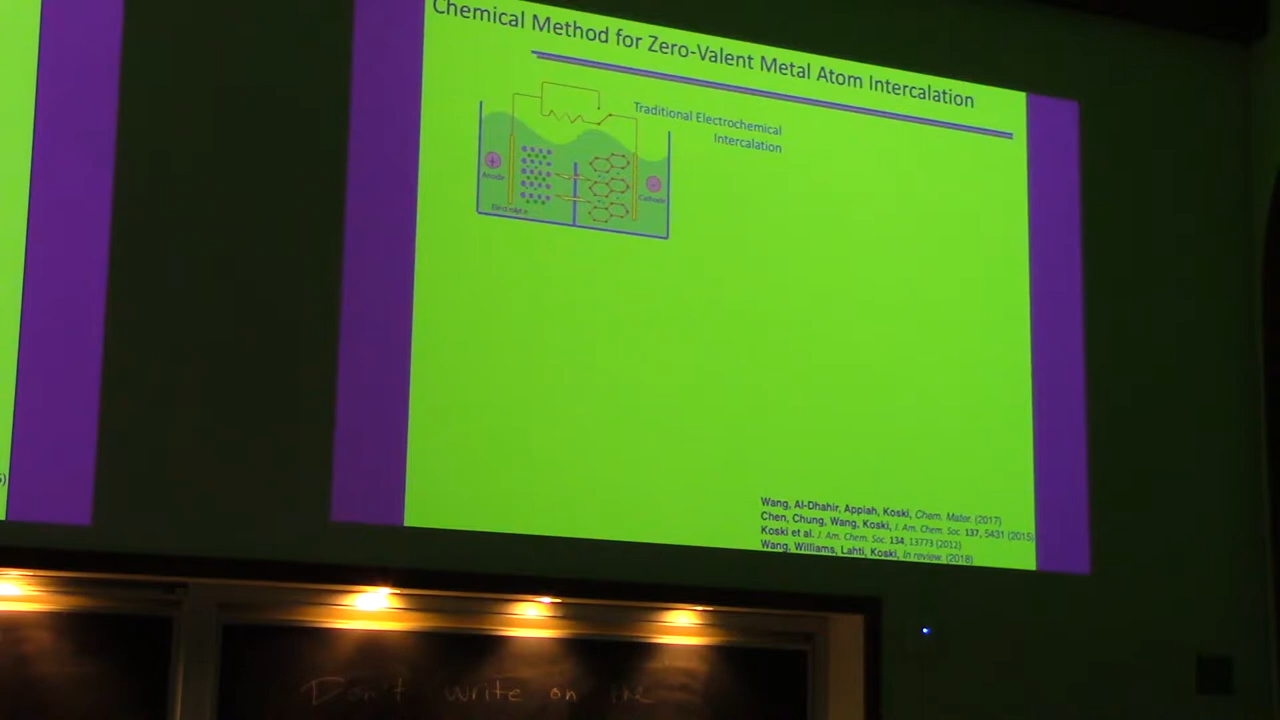 Chemical Method for Zero-Valent Metal Atom Intercalation
Traditional Electrochemical
Intercalation
+
Anode
-
Cathode
Wang, Al-Dhahir, Appiah, Koski, Chem. Mater. (2017)
Chen, Chung, Wang, Koski, J. Am. Chem. Soc. 137, 5431 (2015)
Koski et al. J. Am. Chem. Soc. 134, 13773 (2012)
Wang, Williams, Lahti, Koski, In review. (2018)
Don't write on the